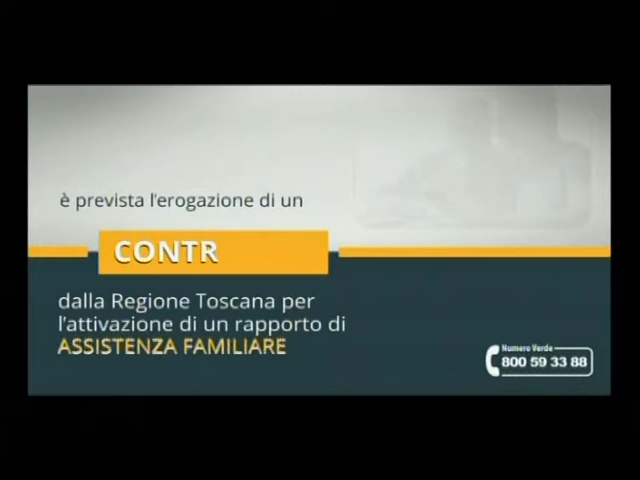 è prevista l'erogazione di un
CONTR
dalla Regione Toscana per
l'attivazione di un rapporto di
ASSISTENZA FAMILIARE
Numero Verde
800 59 33 88